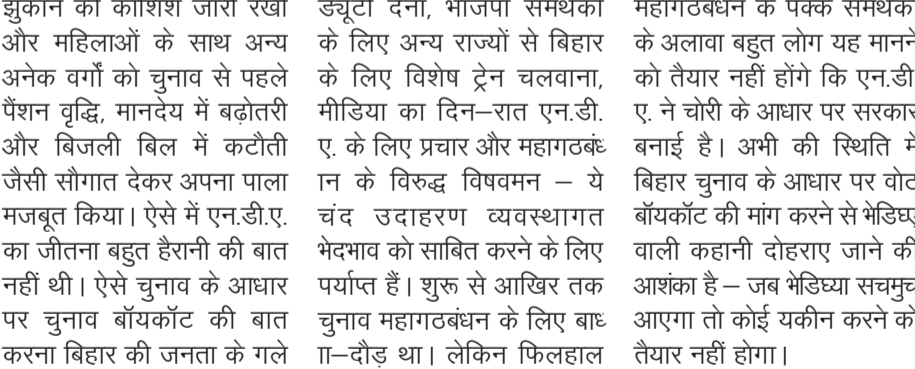 झुकाने की कोशिश जारी रखी
और महिलाओं के साथ अन्य
अनेक वर्गों को चुनाव से पहले
पैंशन वृद्धि, मानदेय में बढ़ोतरी
और बिजली बिल में कटौती
जैसी सौगात देकर अपना पाला
मजबूत किया। ऐसे में एन.डी.ए.
का जीतना बहुत हैरानी की बात
नहीं थी। ऐसे चुनाव के आधार
पर चुनाव बॉयकॉट की बात
करना बिहार की जनता के गले
ड्यूटी देना, भाजपा समर्थकों
के लिए अन्य राज्यों से बिहार
के लिए विशेष ट्रेन चलवाना,
मीडिया का दिन–रात एन.डी.
ए. के लिए प्रचार और महागठबंध
ान के विरुद्ध विषवमन – ये
चंद उदाहरण व्यवस्थागत
भेदभाव को साबित करने के लिए
पर्याप्त हैं। शुरू से आखिर तक
चुनाव महागठबंधन के लिए बाध
ा–दौड़ था। लेकिन फिलहाल
महागठबंधन के पक्के समर्थक
के अलावा बहुत लोग यह मानने
को तैयार नहीं होंगे कि एन.डी.
ए. ने चोरी के आधार पर सरकार
बनाई है। अभी की स्थिति में
बिहार चुनाव के आधार पर वोट
बॉयकॉट की मांग करने से भेडिघए
वाली कहानी दोहराए जाने की
आशंका है – जब भेडिघ्या सचमुच
आएगा तो कोई यकीन करने को
तैयार नहीं होगा।